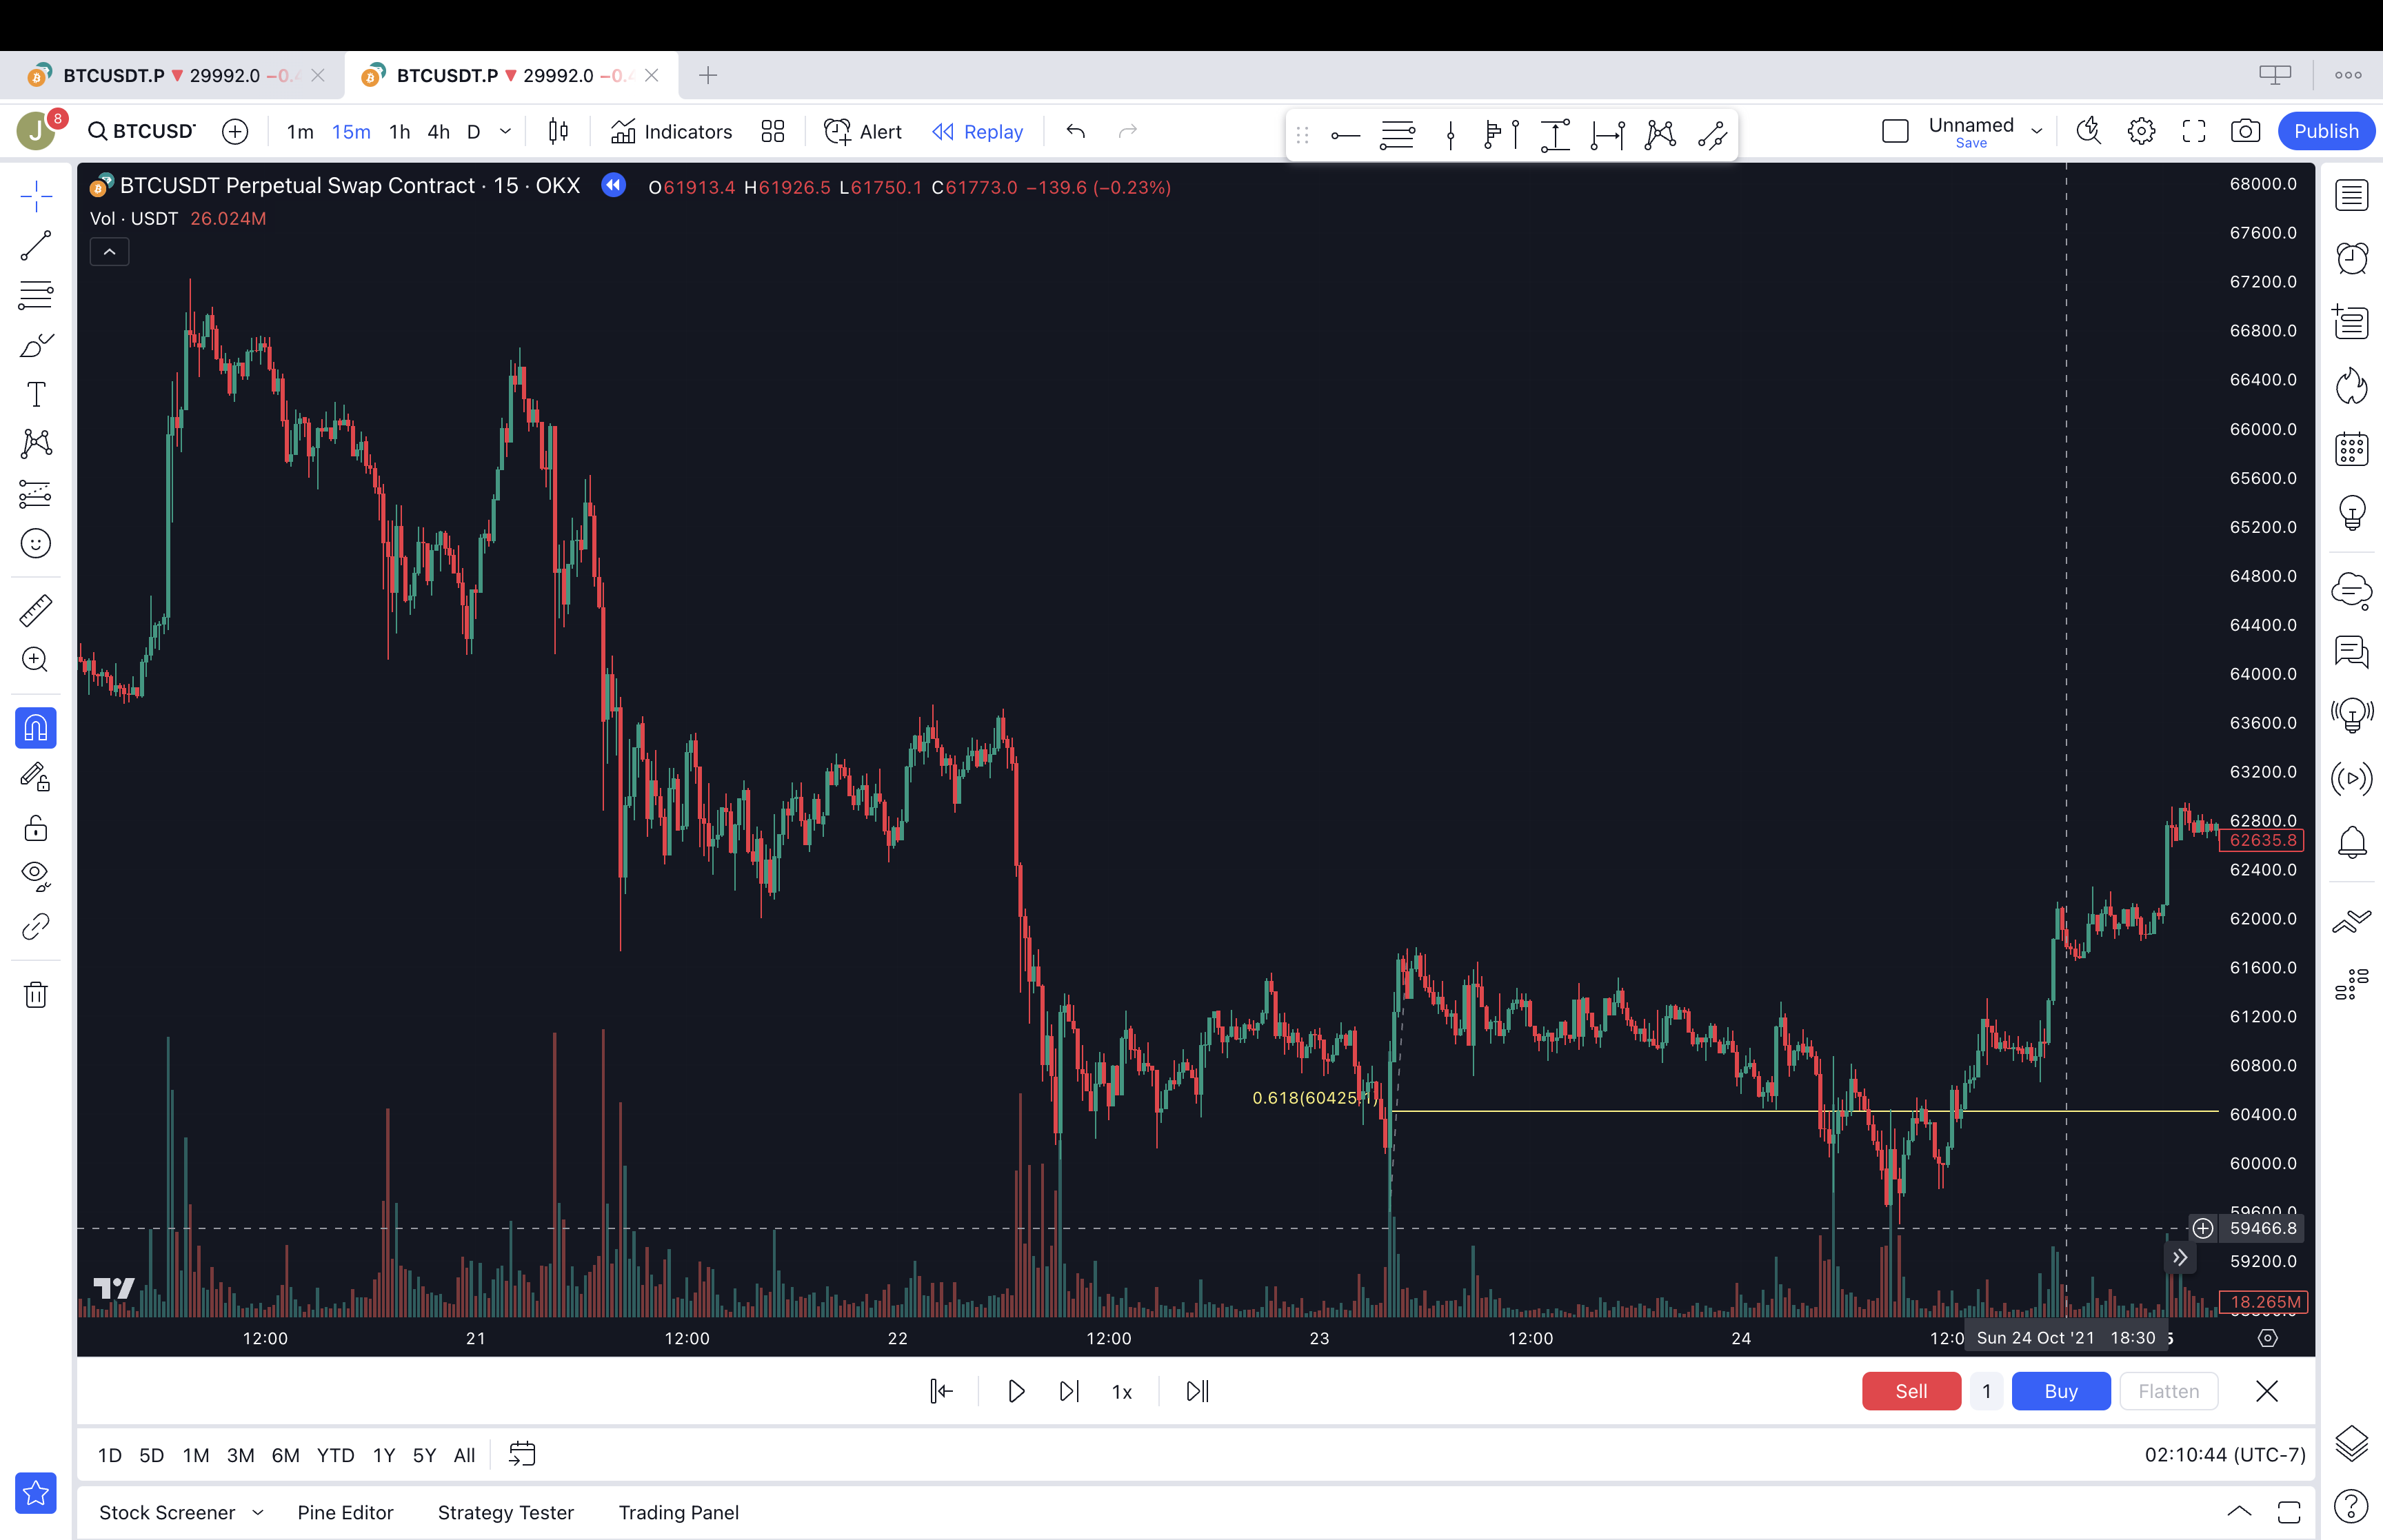 BTCUSDT.P ▼ 29992.0 −0.4
BTCUSDT.P ▼ 29992.0 −0.4
J 8 BTCUSDT 1m 15m 1h 4h D Indicators Alert Replay Unnamed Save Publish
BTCUSDT Perpetual Swap Contract · 15 · OKX O61913.4 H61926.5 L61750.1 C61773.0 −139.6 (−0.23%)
Vol · USDT 26.024M
68000.0
67600.0
67200.0
66800.0
66400.0
66000.0
65600.0
65200.0
64800.0
64400.0
64000.0
63600.0
63200.0
62800.0
62635.8
62400.0
62000.0
61600.0
61200.0
60800.0
0.618(60425.1)
60400.0
60000.0
59600.0
59466.8
59200.0
18.265M
12:00 21 12:00 22 12:00 23 12:00 24 12:0 Sun 24 Oct '21 18:30
1x Sell 1 Buy Flatten
1D 5D 1M 3M 6M YTD 1Y 5Y All 02:10:44 (UTC-7)
Stock Screener Pine Editor Strategy Tester Trading Panel